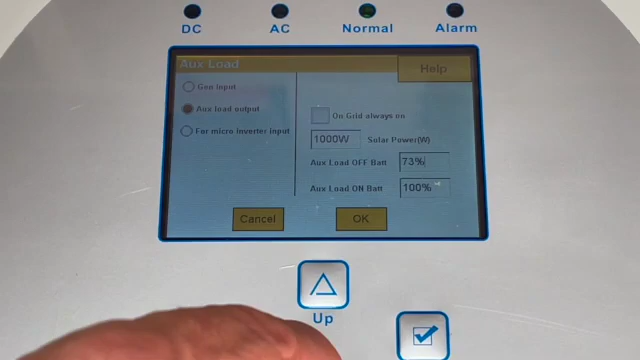 DC AC Normal Alarm
Aux Load
Help
Gen Input
Aux load output
For micro inverter input
On Grid always on
1000W Solar Power(W)
Aux Load OFF Batt 73%
Aux Load ON Batt 100%
Cancel OK
Up